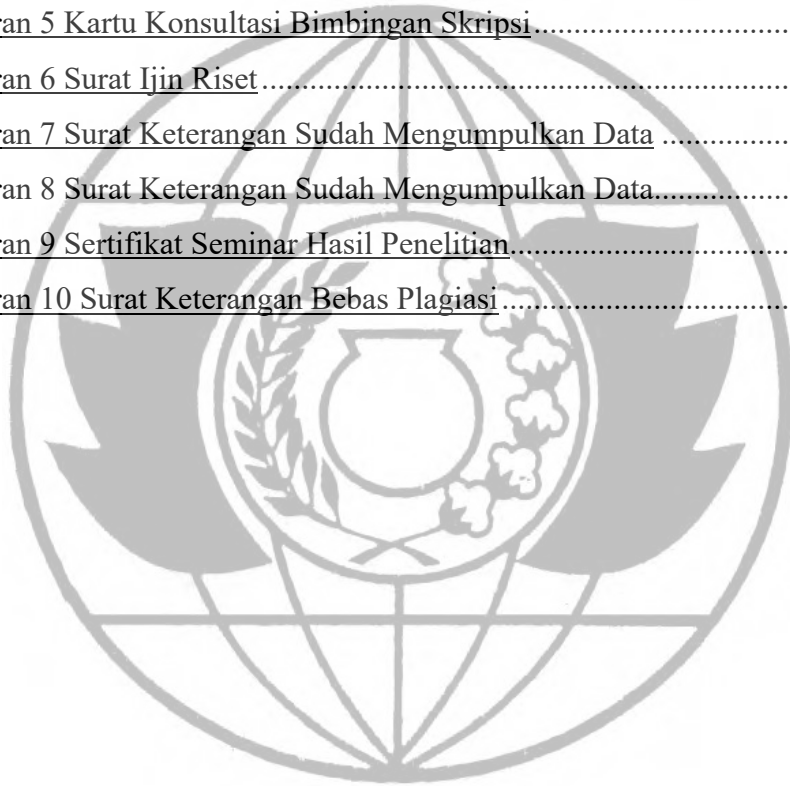 ran 5 Kartu Konsultasi Bimbingan Skripsi........................................................
ran 6 Surat Ijin Riset........................................................................
ran 7 Surat Keterangan Sudah Mengumpulkan Data ................
ran 8 Surat Keterangan Sudah Mengumpulkan Data.................
ran 9 Sertifikat Seminar Hasil Penelitian...................................
ran 10 Surat Keterangan Bebas Plagiasi....................................